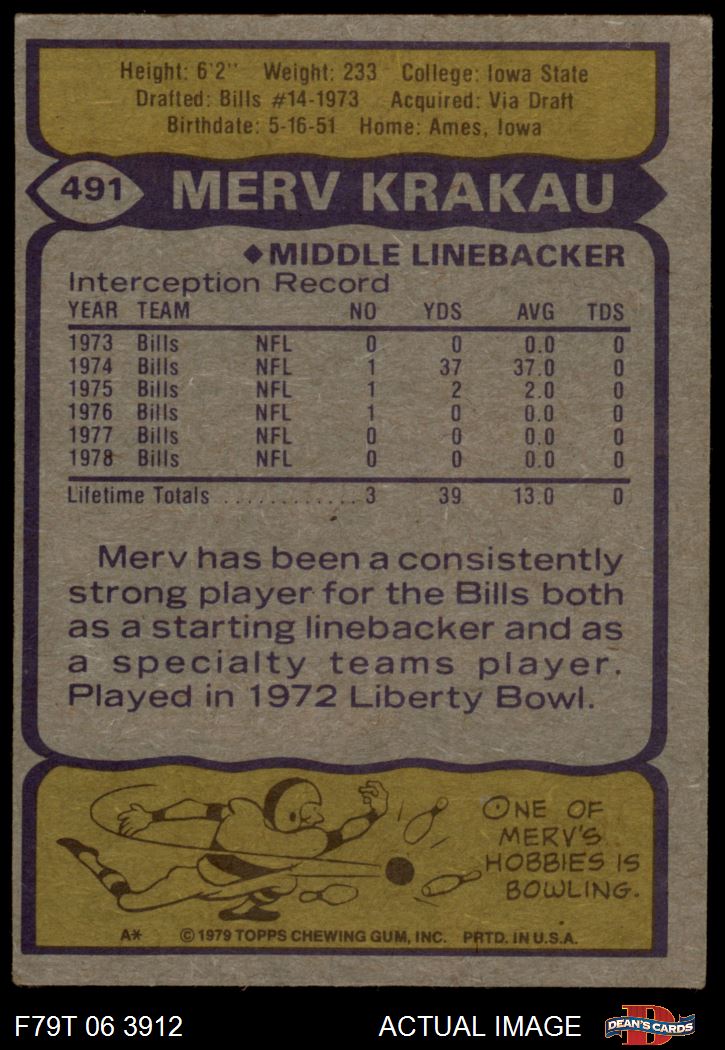 Height: 6'2" Weight: 233 College: Iowa State
Drafted: Bills #14-1973 Acquired: Via Draft
Birthdate: 5-16-51 Home: Ames, Iowa
491 MERV KRAKAU
◆MIDDLE LINEBACKER
Interception Record
YEAR TEAM NO YDS AVG TDS
1973 Bills NFL 0 0 0.0 0
1974 Bills NFL 1 37 37.0 0
1975 Bills NFL 1 2 2.0 0
1976 Bills NFL 1 0 0.0 0
1977 Bills NFL 0 0 0.0 0
1978 Bills NFL 0 0 0.0 0
Lifetime Totals ............ 3 39 13.0 0
Merv has been a consistently
strong player for the Bills both
as a starting linebacker and as
a specialty teams player.
Played in 1972 Liberty Bowl.
ONE OF
MERV'S
HOBBIES IS
BOWLING.
A* © 1979 TOPPS CHEWING GUM, INC. PRTD. IN U.S.A.
F79T 06 3912 ACTUAL IMAGE D DEAN'S CARDS